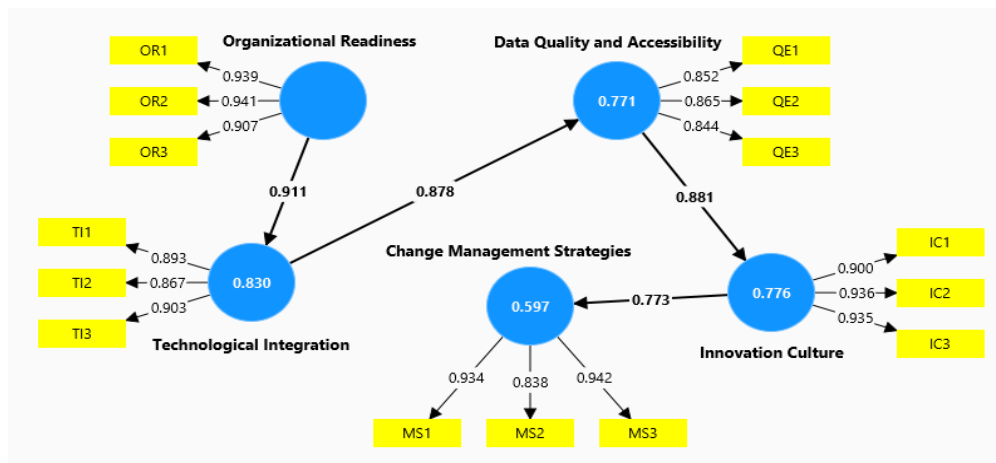 Organizational Readiness
Data Quality and Accessibility
OR1
OR2
OR3
0.939
0.941
0.907
0.771
0.852
0.865
0.844
QE1
QE2
QE3
0.911
0.878
0.881
TI1
TI2
TI3
0.893
0.867
0.903
0.830
Technological Integration
Change Management Strategies
0.597
0.773
0.776
0.900
0.936
0.935
IC1
IC2
IC3
Innovation Culture
0.934
0.838
0.942
MS1
MS2
MS3